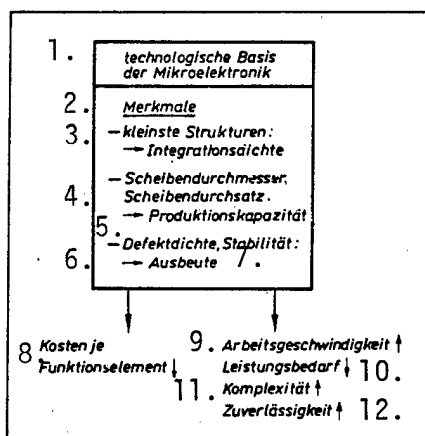 1. technologische Basis
der Mikroelektronik
2. Merkmale
3. – kleinste Strukturen:
→ Integrationsdichte
– Scheibendurchmesser,
4. Scheibendurchsatz.
→ Produktionskapazität
5.
– Defektdichte, Stabilität:
6. → Ausbeute 7.
8 Kosten je
Funktionselement ↓
9. Arbeitsgeschwindigkeit ↑
Leistungsbedarf ↓ 10.
11. Komplexität ↑
Zuverlässigkeit ↑ 12.